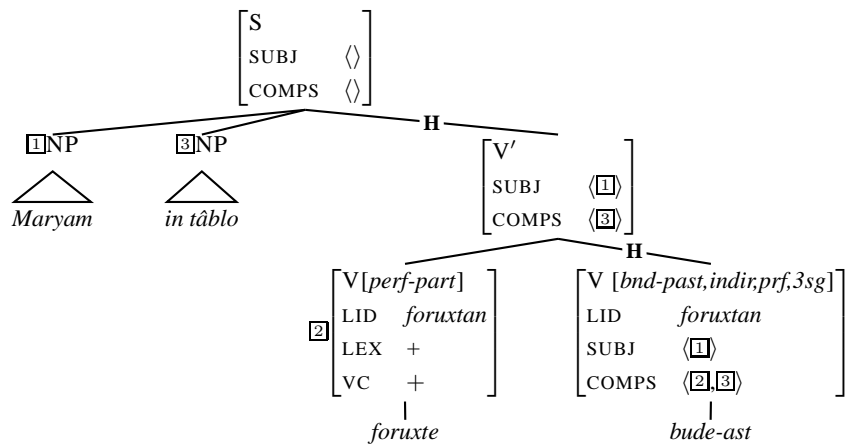 S
SUBJ ⟨⟩
COMPS ⟨⟩
H
1 NP
3 NP
V′
SUBJ ⟨1⟩
COMPS ⟨3⟩
Maryam
in tâblo
H
2
V[perf-part]
LID foruxtan
LEX +
VC +
V [bnd-past,indir,prf,3sg]
LID foruxtan
SUBJ ⟨1⟩
COMPS ⟨2,3⟩
foruxte
bude-ast